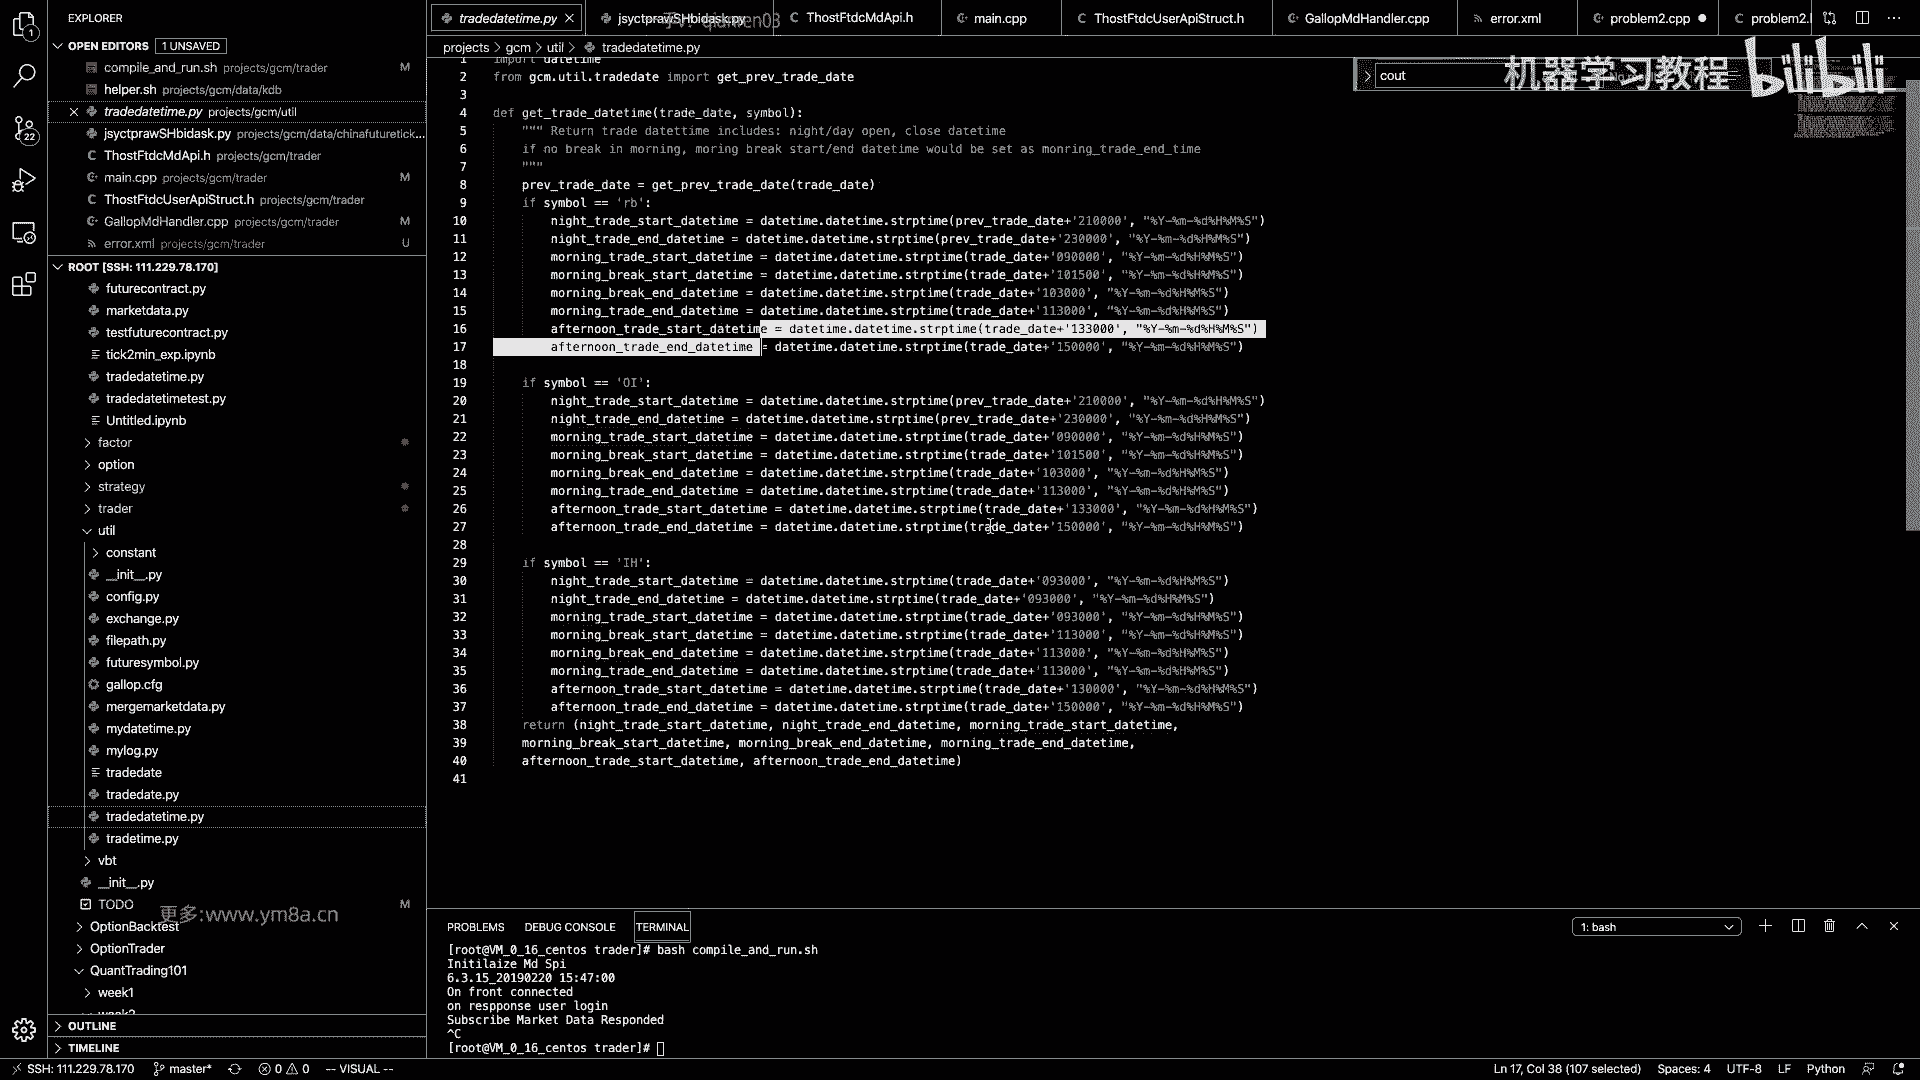 EXPLORER
OPEN EDITORS 1 UNSAVED
compile_and_run.sh projects/gcm/trader M
helper.sh projects/gcm/data/kdb
tradedatetime.py projects/gcm/util
jsyctprawSHbidask.py projects/gcm/data/chinafuturetick...
ThostFtdcMdApi.h projects/gcm/trader
main.cpp projects/gcm/trader M
ThostFtdcUserApiStruct.h projects/gcm/trader
GallopMdHandler.cpp projects/gcm/trader M
error.xml projects/gcm/trader U
ROOT [SSH: 111.229.78.170]
futurecontract.py
marketdata.py
testfuturecontract.py
tick2min_exp.ipynb
tradedatetime.py
tradedatetimetest.py
Untitled.ipynb
factor
option
strategy
trader
util
constant
__init__.py
config.py
exchange.py
filepath.py
futuresymbol.py
gallop.cfg
mergemarketdata.py
mydatetime.py
mylog.py
tradedate
tradedate.py
tradedatetime.py
tradetime.py
vbt
__init__.py
TODO M
更多:www.ym8a.cn
OptionBacktest
OptionTrader
QuantTrading101
week1
OUTLINE
TIMELINE
1
22
tradedatetime.py jsyctprawSHbidask.py ThostFtdcMdApi.h main.cpp ThostFtdcUserApiStruct.h GallopMdHandler.cpp error.xml problem2.cpp problem2.
projects > gcm > util > tradedatetime.py
cout
机器学习教程 bilibili
1 import datetime
2 from gcm.util.tradedate import get_prev_trade_date
3
4 def get_trade_datetime(trade_date, symbol):
5 """ Return trade datettime includes: night/day open, close datetime
6 if no break in morning, moring break start/end datetime would be set as monring_trade_end_time
7 """
8 prev_trade_date = get_prev_trade_date(trade_date)
9 if symbol == 'rb':
10 night_trade_start_datetime = datetime.datetime.strptime(prev_trade_date+'210000', "%Y-%m-%d%H%M%S")
11 night_trade_end_datetime = datetime.datetime.strptime(prev_trade_date+'230000', "%Y-%m-%d%H%M%S")
12 morning_trade_start_datetime = datetime.datetime.strptime(trade_date+'090000', "%Y-%m-%d%H%M%S")
13 morning_break_start_datetime = datetime.datetime.strptime(trade_date+'101500', "%Y-%m-%d%H%M%S")
14 morning_break_end_datetime = datetime.datetime.strptime(trade_date+'103000', "%Y-%m-%d%H%M%S")
15 morning_trade_end_datetime = datetime.datetime.strptime(trade_date+'113000', "%Y-%m-%d%H%M%S")
16 afternoon_trade_start_datetime = datetime.datetime.strptime(trade_date+'133000', "%Y-%m-%d%H%M%S")
17 afternoon_trade_end_datetime = datetime.datetime.strptime(trade_date+'150000', "%Y-%m-%d%H%M%S")
18
19 if symbol == 'OI':
20 night_trade_start_datetime = datetime.datetime.strptime(prev_trade_date+'210000', "%Y-%m-%d%H%M%S")
21 night_trade_end_datetime = datetime.datetime.strptime(prev_trade_date+'230000', "%Y-%m-%d%H%M%S")
22 morning_trade_start_datetime = datetime.datetime.strptime(trade_date+'090000', "%Y-%m-%d%H%M%S")
23 morning_break_start_datetime = datetime.datetime.strptime(trade_date+'101500', "%Y-%m-%d%H%M%S")
24 morning_break_end_datetime = datetime.datetime.strptime(trade_date+'103000', "%Y-%m-%d%H%M%S")
25 morning_trade_end_datetime = datetime.datetime.strptime(trade_date+'113000', "%Y-%m-%d%H%M%S")
26 afternoon_trade_start_datetime = datetime.datetime.strptime(trade_date+'133000', "%Y-%m-%d%H%M%S")
27 afternoon_trade_end_datetime = datetime.datetime.strptime(trade_date+'150000', "%Y-%m-%d%H%M%S")
28
29 if symbol == 'IH':
30 night_trade_start_datetime = datetime.datetime.strptime(trade_date+'093000', "%Y-%m-%d%H%M%S")
31 night_trade_end_datetime = datetime.datetime.strptime(trade_date+'093000', "%Y-%m-%d%H%M%S")
32 morning_trade_start_datetime = datetime.datetime.strptime(trade_date+'093000', "%Y-%m-%d%H%M%S")
33 morning_break_start_datetime = datetime.datetime.strptime(trade_date+'113000', "%Y-%m-%d%H%M%S")
34 morning_break_end_datetime = datetime.datetime.strptime(trade_date+'113000', "%Y-%m-%d%H%M%S")
35 morning_trade_end_datetime = datetime.datetime.strptime(trade_date+'113000', "%Y-%m-%d%H%M%S")
36 afternoon_trade_start_datetime = datetime.datetime.strptime(trade_date+'130000', "%Y-%m-%d%H%M%S")
37 afternoon_trade_end_datetime = datetime.datetime.strptime(trade_date+'150000', "%Y-%m-%d%H%M%S")
38 return (night_trade_start_datetime, night_trade_end_datetime, morning_trade_start_datetime,
39 morning_break_start_datetime, morning_break_end_datetime, morning_trade_end_datetime,
40 afternoon_trade_start_datetime, afternoon_trade_end_datetime)
41
PROBLEMS DEBUG CONSOLE TERMINAL 1: bash
[root@VM_0_16_centos trader]# bash compile_and_run.sh
Initilaize Md Spi
6.3.15_20190220 15:47:00
On front connected
on respponse user login
Subscribe Market Data Responded
^C
[root@VM_0_16_centos trader]#
SSH: 111.229.78.170 master* 0 0 -- VISUAL -- Ln 17, Col 38 (107 selected) Spaces: 4 UTF-8 LF Python